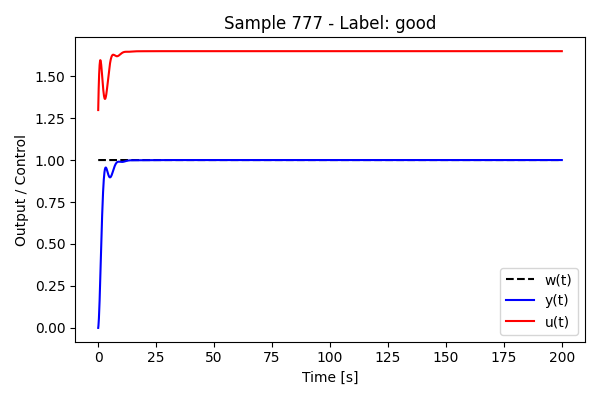 Sample 777 - Label: good
Output / Control
1.50
1.25
1.00
0.75
0.50
0.25
0.00
w(t)
y(t)
u(t)
0 25 50 75 100 125 150 175 200
Time [s]